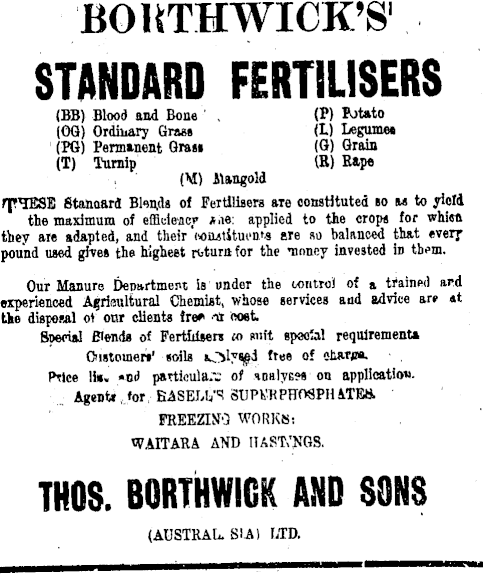 BORTHWICK'S
STANDARD FERTILISERS
(BB) Blood and Bone (P) Potato
(OG) Ordinary Grass (L) Legumes
(PG) Permanent Grass (G) Grain
(T) Turnip (R) Rape
(M) Mangold
THESE Standard Blends of Fertilisers are constituted so as to yield
the maximum of efficiency when applied to the crops for which
they are adapted, and their constituents are so balanced that every
pound used gives the highest return for the money invested in them.
Our Manure Department is under the control of a trained and
experienced Agricultural Chemist, whose services and advice are at
the disposal of our clients free of cost.
Special Blends of Fertilisers to suit special requirements
Customers' soils analysed free of charge.
Price list and particulars of analyses on application.
Agents for SUPERPHOSPHATES.
FREEZING WORKS:
WAITARA AND HASTINGS.
THOS. BORTHWICK AND SONS
(AUSTRALASIA) LTD.